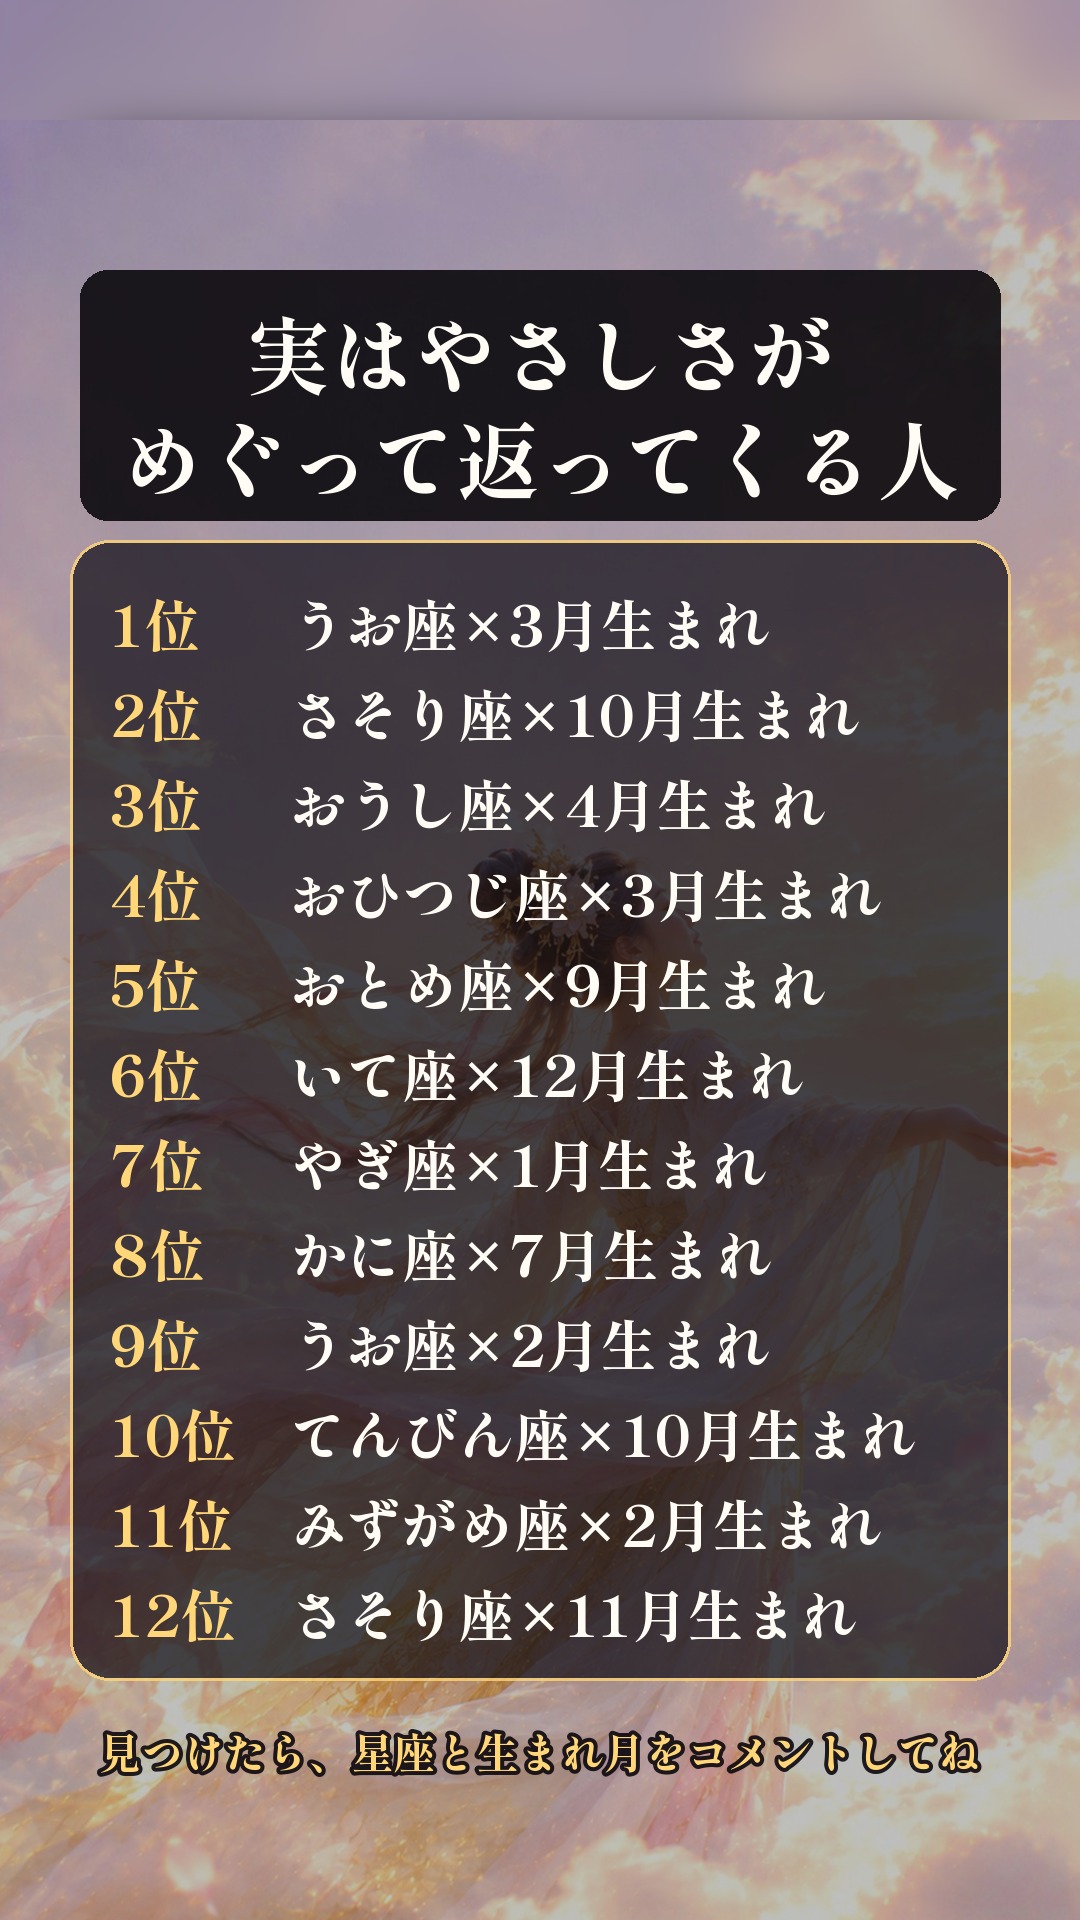 実はやさしさが
めぐって返ってくる人
1位 うお座×3月生まれ
2位 さそり座×10月生まれ
3位 おうし座×4月生まれ
4位 おひつじ座×3月生まれ
5位 おとめ座×9月生まれ
6位 いて座×12月生まれ
7位 やぎ座×1月生まれ
8位 かに座×7月生まれ
9位 うお座×2月生まれ
10位 てんびん座×10月生まれ
11位 みずがめ座×2月生まれ
12位 さそり座×11月生まれ
見つけたら、星座と生まれ月をコメントしてね